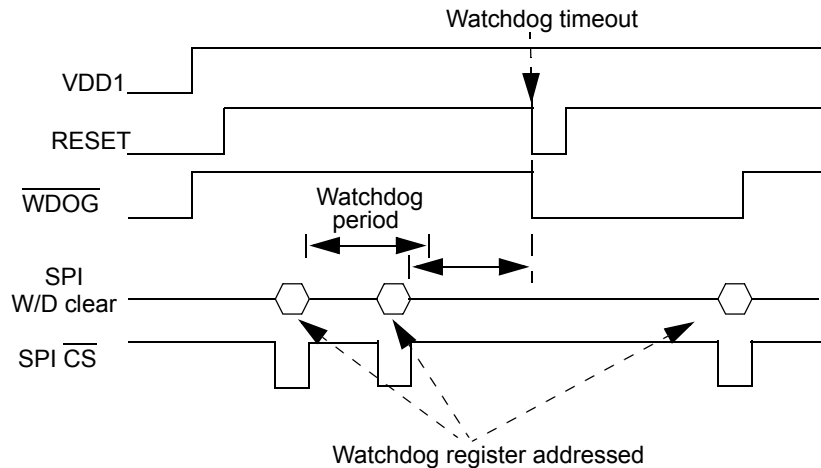 Watchdog timeout
VDD1
RESET
WDOG
Watchdog
period
SPI
W/D clear
SPI CS
Watchdog register addressed